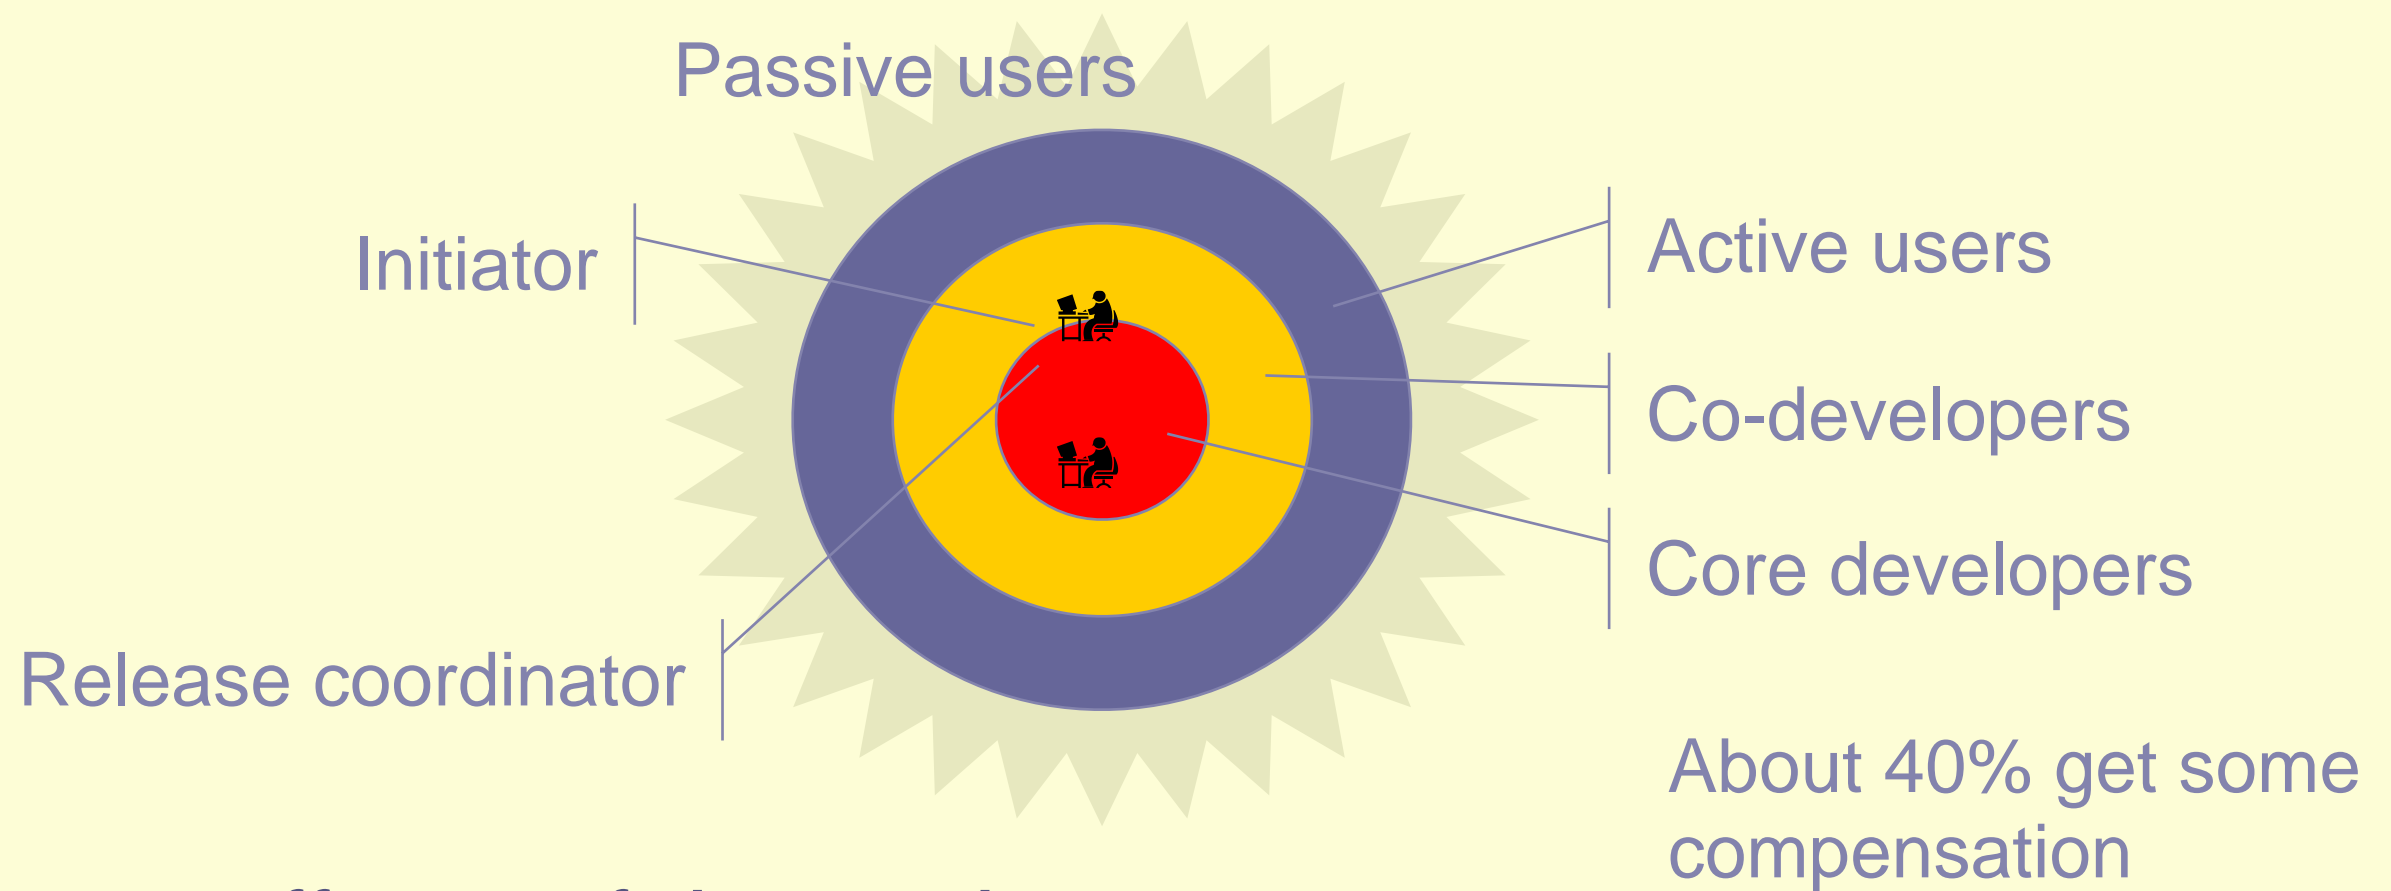 Passive users
Initiator
Active users
Co-developers
Core developers
Release coordinator
About 40% get some
compensation